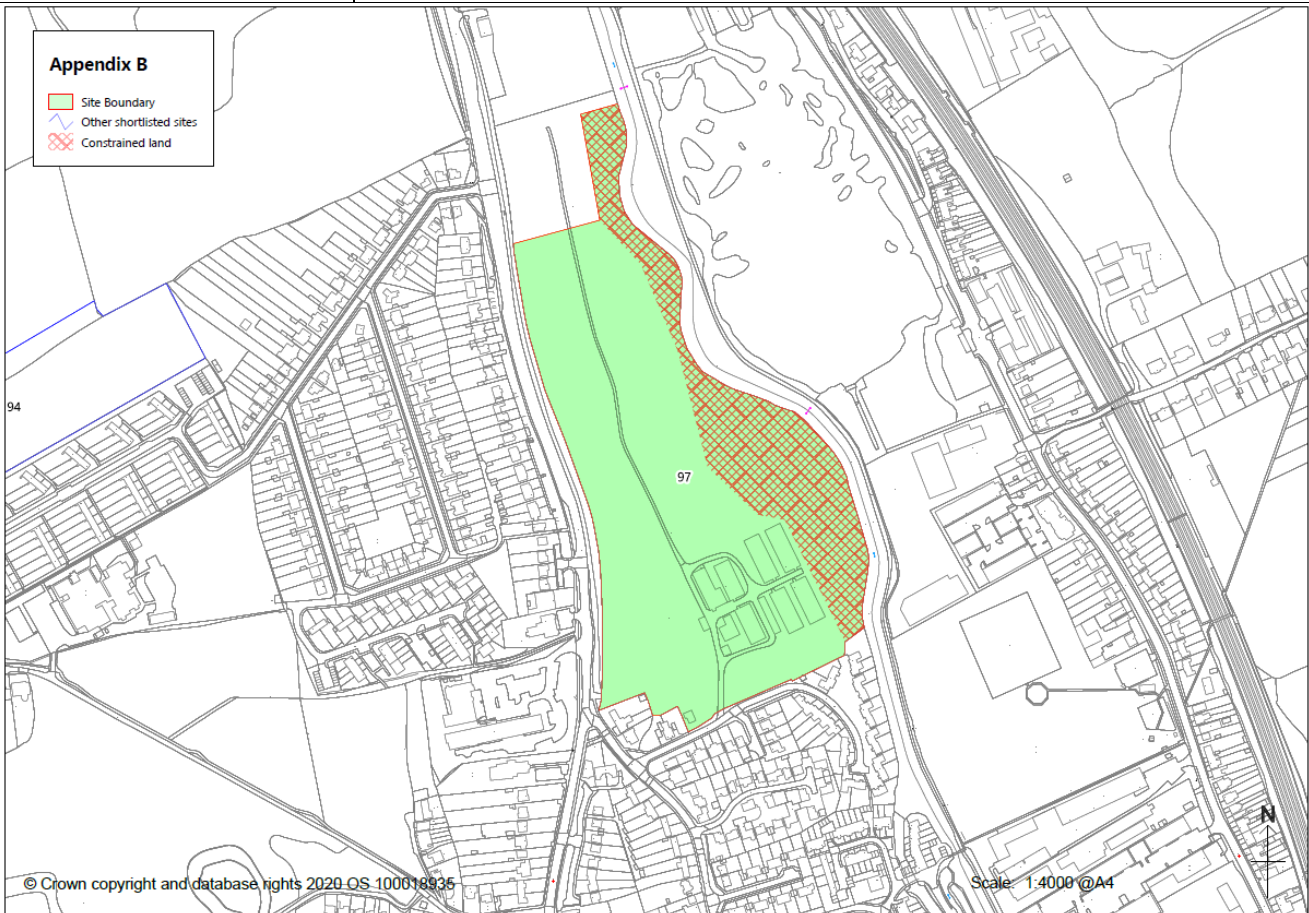 Appendix B
Site Boundary
Other shortlisted sites
Constrained land
94
97
N
© Crown copyright and database rights 2020 OS 100018935
Scale: 1:4000 @A4